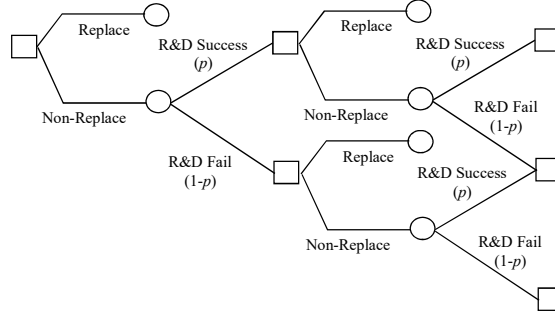 Replace
Non-Replace
R&D Success
(p)
R&D Fail
(1-p)
Replace
Non-Replace
Replace
Non-Replace
R&D Success
(p)
R&D Fail
(1-p)
R&D Success
(p)
R&D Fail
(1-p)